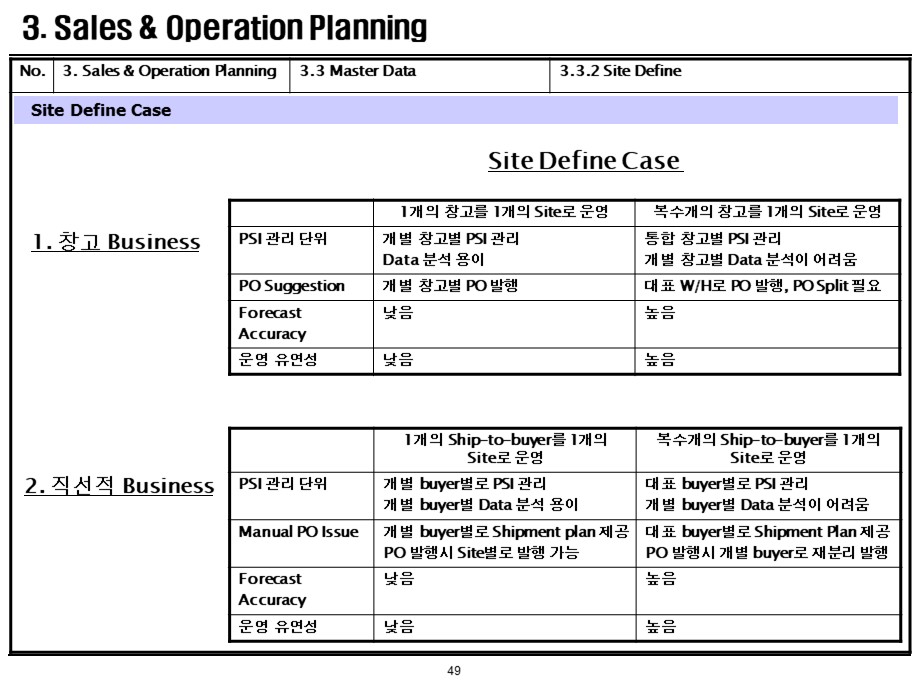 3. Sales & Operation Planning
No. 3. Sales & Operation Planning 3.3 Master Data 3.3.2 Site Define
Site Define Case
Site Define Case
1. 창고 Business
1개의 창고를 1개의 Site로 운영 복수개의 창고를 1개의 Site로 운영
PSI 관리 단위 개별 창고별 PSI 관리 통합 창고별 PSI 관리
Data 분석 용이 개별 창고별 Data 분석이 어려움
PO Suggestion 개별 창고별 PO 발행 대표 W/H로 PO 발행, PO Split 필요
Forecast 낮음 높음
Accuracy
운영 유연성 낮음 높음
2. 직선적 Business
1개의 Ship-to-buyer를 1개의 복수개의 Ship-to-buyer를 1개의
Site로 운영 Site로 운영
PSI 관리 단위 개별 buyer별로 PSI 관리 대표 buyer별로 PSI 관리
개별 buyer별 Data 분석 용이 개별 buyer별 Data 분석이 어려움
Manual PO Issue 개별 buyer별로 Shipment plan 제공 대표 buyer별로 Shipment Plan 제공
PO 발행시 Site별로 발행 가능 PO 발행시 개별 buyer로 재분리 발행
Forecast 낮음 높음
Accuracy
운영 유연성 낮음 높음
49